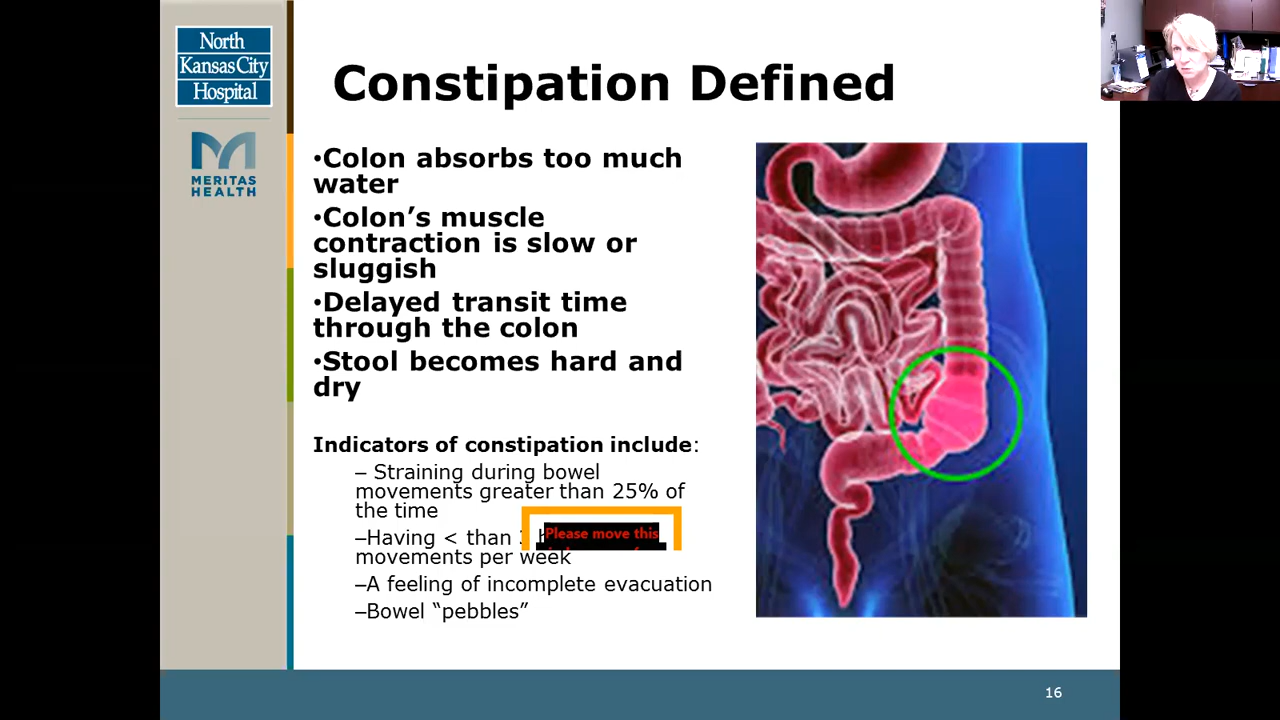 North
Kansas City
Hospital
MERITAS
HEALTH
Constipation Defined
•Colon absorbs too much
water
•Colon’s muscle
contraction is slow or
sluggish
•Delayed transit time
through the colon
•Stool becomes hard and
dry
Indicators of constipation include:
– Straining during bowel
movements greater than 25% of
the time
–Having < than
Please move this
movements per week
–A feeling of incomplete evacuation
–Bowel “pebbles”
16